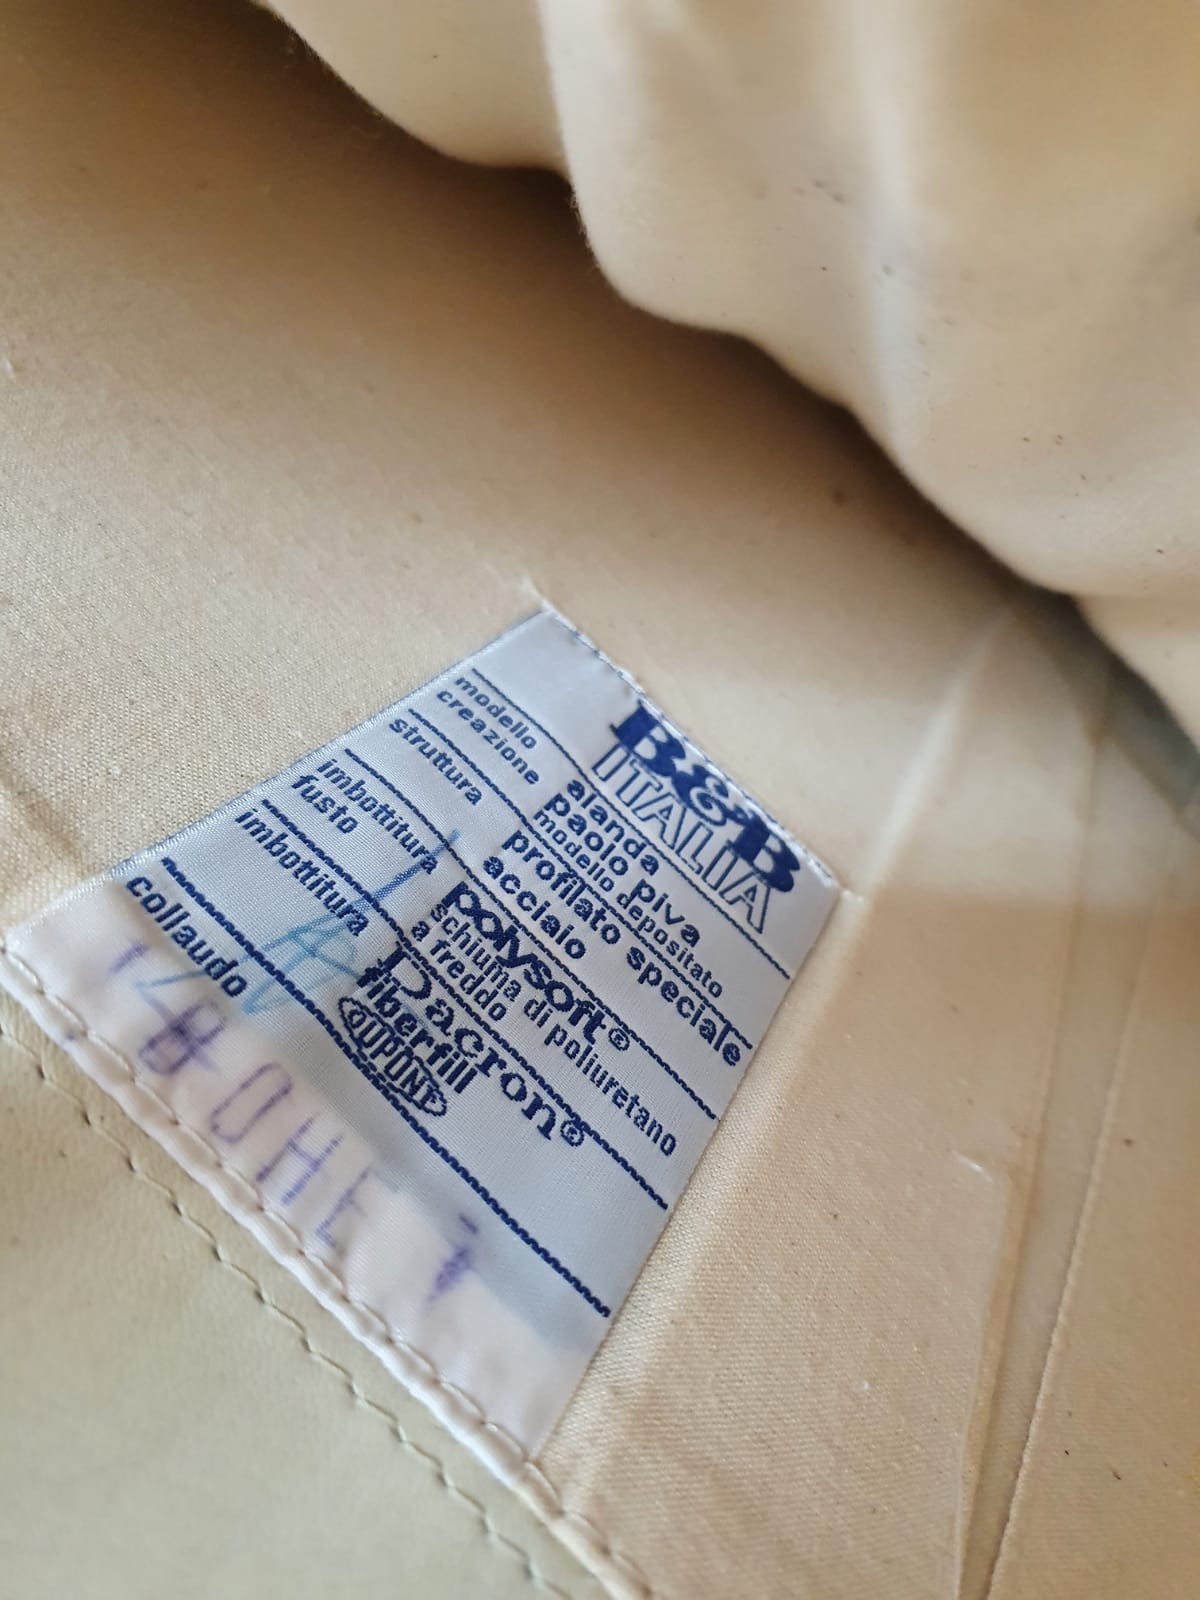 B&B
ITALIA
modello alanda
creazione paolo piva
modello depositato
struttura profilato speciale
acciaio
imbottitura polysoft®
fusto schiuma di poliuretano
a freddo
imbottitura Dacron®
fiberfill
DUPONT
collaudo